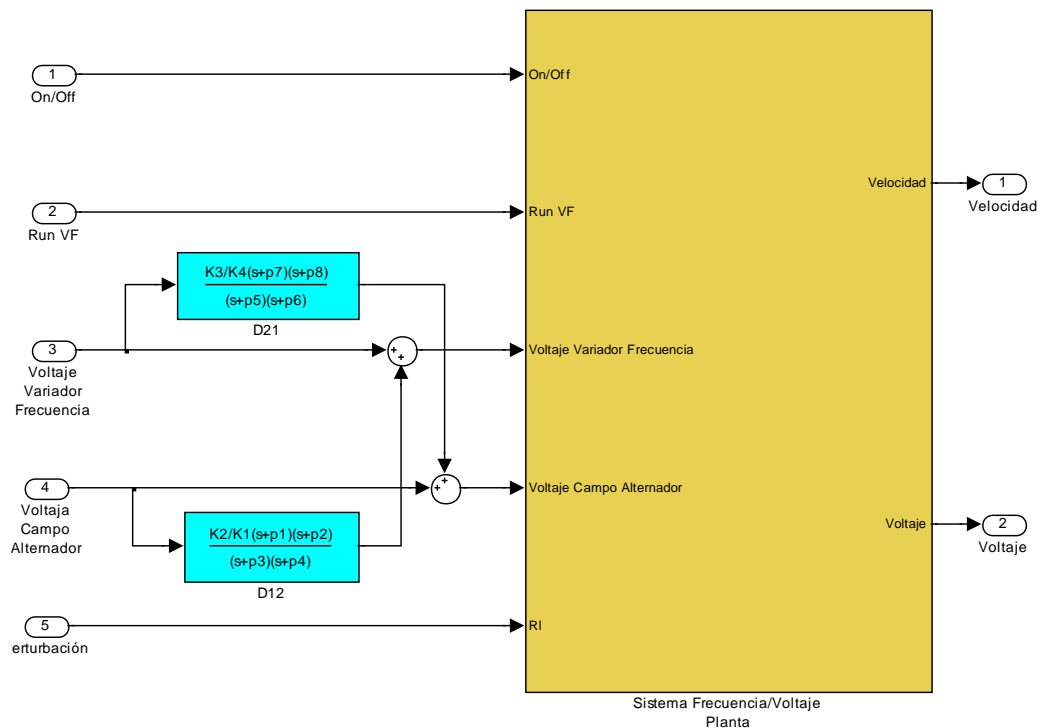 1
On/Off
On/Off
Velocidad
1
Velocidad
2
Run VF
Run VF
K3/K4(s+p7)(s+p8)
(s+p5)(s+p6)
D21
3
Voltaje
Variador
Frecuencia
+
+
Voltaje Variador Frecuencia
4
Voltaja
Campo
Alternador
+
+
Voltaje Campo Alternador
Voltaje
2
Voltaje
K2/K1(s+p1)(s+p2)
(s+p3)(s+p4)
D12
5
erturbación
RI
Sistema Frecuencia/Voltaje
Planta